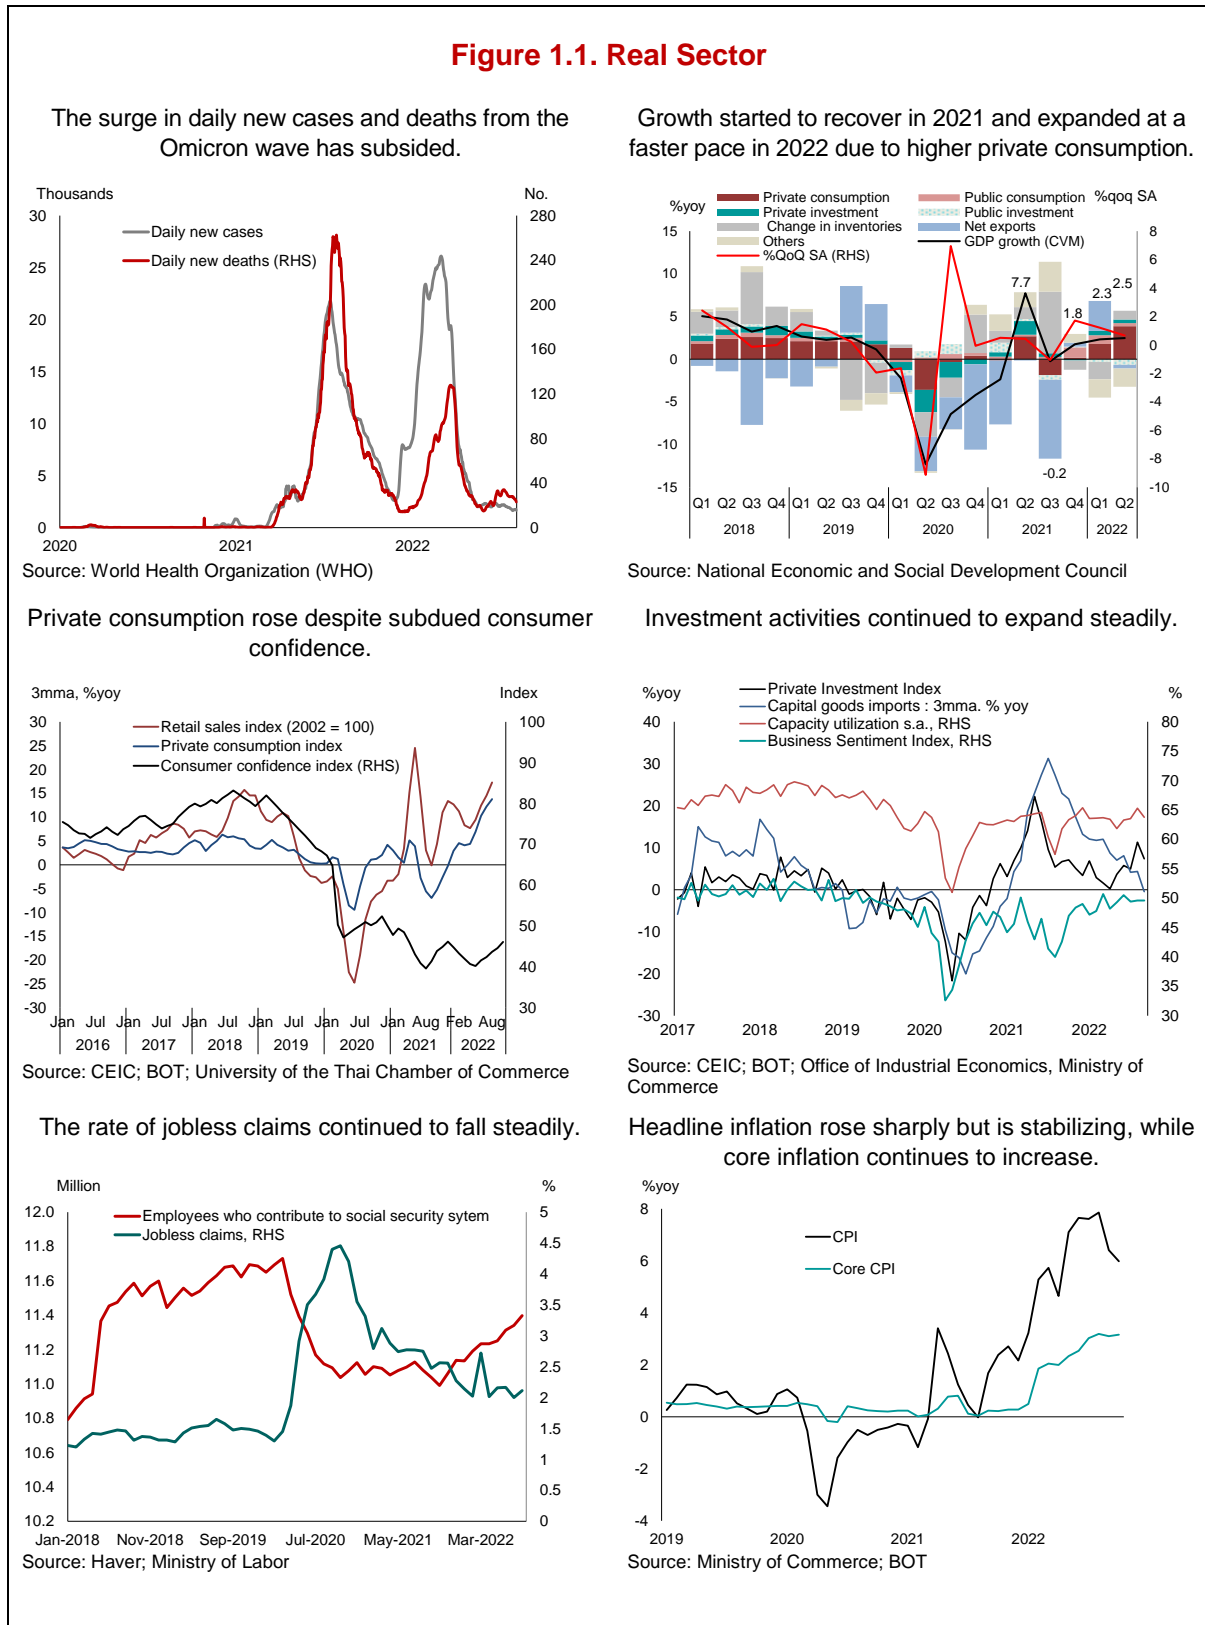 Figure 1.1. Real Sector
The surge in daily new cases and deaths from the
Omicron wave has subsided.
Thousands
No.
Daily new cases
Daily new deaths (RHS)
30
25
20
15
10
5
0
280
240
200
160
120
80
40
0
2020
2021
2022
Source: World Health Organization (WHO)
Growth started to recover in 2021 and expanded at a
faster pace in 2022 due to higher private consumption.
%yoy
%qoq SA
Private consumption
Public consumption
Private investment
Public investment
Change in inventories
Net exports
Others
GDP growth (CVM)
%QoQ SA (RHS)
15
10
5
0
-5
-10
-15
8
6
4
2
0
-2
-4
-6
-8
-10
7.7
-0.2
1.8
2.3
2.5
Q1 Q2 Q3 Q4 Q1 Q2 Q3 Q4 Q1 Q2 Q3 Q4 Q1 Q2 Q3 Q4 Q1 Q2
2018 2019 2020 2021 2022
Source: National Economic and Social Development Council
Private consumption rose despite subdued consumer
confidence.
3mma, %yoy
Index
Retail sales index (2002 = 100)
Private consumption index
Consumer confidence index (RHS)
30
25
20
15
10
5
0
-5
-10
-15
-20
-25
-30
100
90
80
70
60
50
40
30
Jan Jul Jan Jul Jan Jul Jan Jul Jan Jul Jan Aug Feb Aug
2016 2017 2018 2019 2020 2021 2022
Source: CEIC; BOT; University of the Thai Chamber of Commerce
Investment activities continued to expand steadily.
%yoy
%
Private Investment Index
Capital goods imports : 3mma. % yoy
Capacity utilization s.a., RHS
Business Sentiment Index, RHS
40
30
20
10
0
-10
-20
-30
80
75
70
65
60
55
50
45
40
35
30
2017
2018
2019
2020
2021
2022
Source: CEIC; BOT; Office of Industrial Economics, Ministry of
Commerce
The rate of jobless claims continued to fall steadily.
Million
%
Employees who contribute to social security sytem
Jobless claims, RHS
12.0
11.8
11.6
11.4
11.2
11.0
10.8
10.6
10.4
10.2
5
4.5
4
3.5
3
2.5
2
1.5
1
0.5
0
Jan-2018 Nov-2018 Sep-2019 Jul-2020 May-2021 Mar-2022
Source: Haver; Ministry of Labor
Headline inflation rose sharply but is stabilizing, while
core inflation continues to increase.
%yoy
CPI
Core CPI
8
6
4
2
0
-2
-4
2019
2020
2021
2022
Source: Ministry of Commerce; BOT